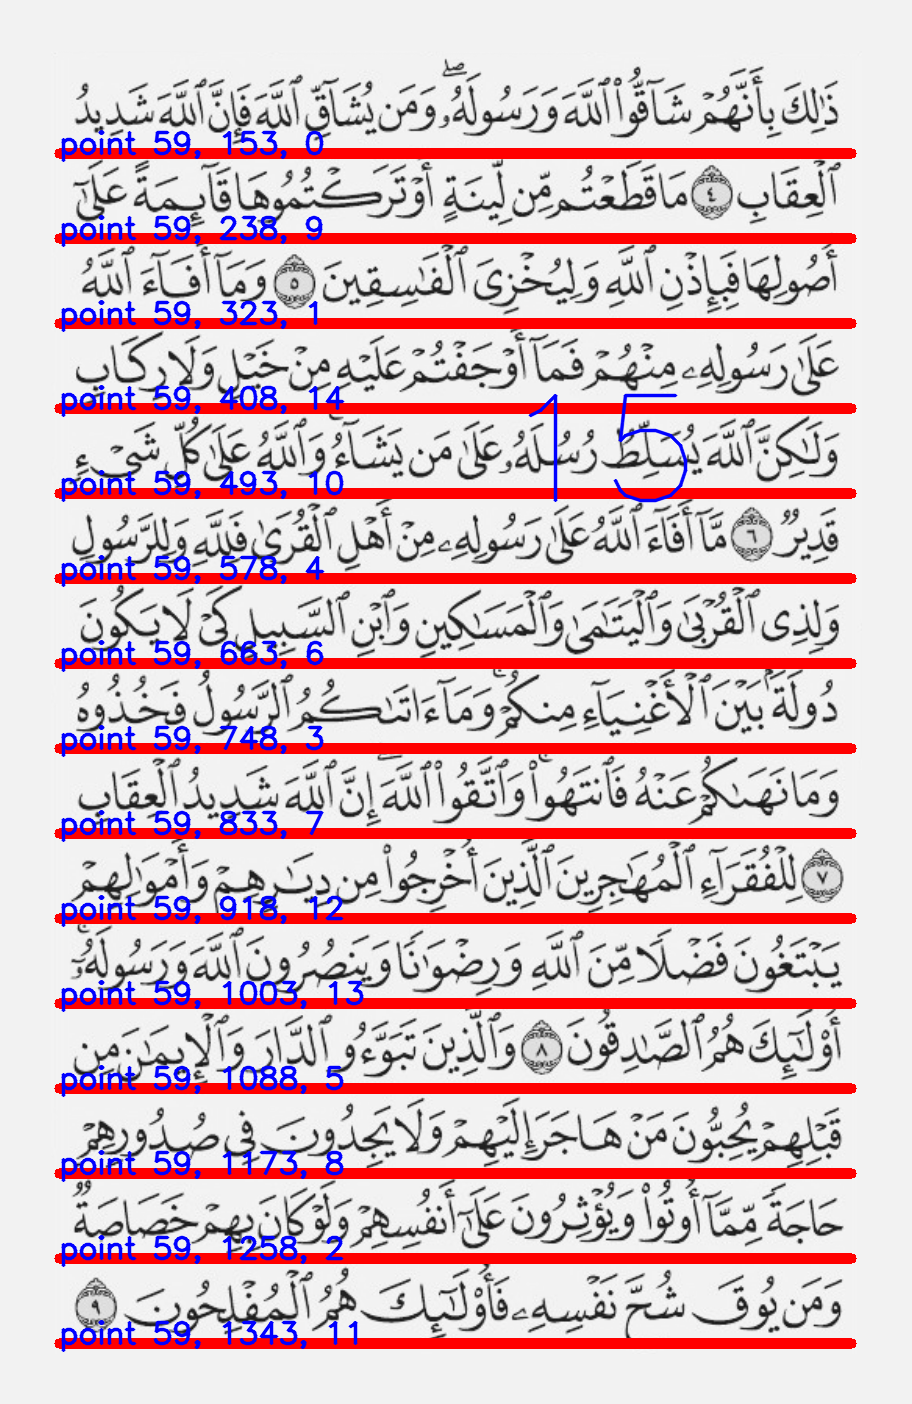 ذَٰلِكَ بِأَنَّهُمْ شَآقُّوا۟ ٱللَّهَ وَرَسُولَهُۥ ۖ وَمَن يُشَآقِّ ٱللَّهَ فَإِنَّ ٱللَّهَ شَدِيدُ
point 59, 153, 0
ٱلْعِقَابِ ٤ مَا قَطَعْتُم مِّن لِّينَةٍ أَوْ تَرَكْتُمُوهَا قَآئِمَةً عَلَىٰٓ
point 59, 238, 9
أُصُولِهَا فَبِإِذْنِ ٱللَّهِ وَلِيُخْزِىَ ٱلْفَـٰسِقِينَ ٥ وَمَآ أَفَآءَ ٱللَّهُ
point 59, 323, 1
عَلَىٰ رَسُولِهِۦ مِنْهُمْ فَمَآ أَوْجَفْتُمْ عَلَيْهِ مِنْ خَيْلٍ وَلَا رِكَابٍ
point 59, 408, 14
15
وَلَـٰكِنَّ ٱللَّهَ يُسَلِّطُ رُسُلَهُۥ عَلَىٰ مَن يَشَآءُ ۚ وَٱللَّهُ عَلَىٰ كُلِّ شَىْءٍ
point 59, 493, 10
قَدِيرٌ ٦ مَّآ أَفَآءَ ٱللَّهُ عَلَىٰ رَسُولِهِۦ مِنْ أَهْلِ ٱلْقُرَىٰ فَلِلَّهِ وَلِلرَّسُولِ
point 59, 578, 4
وَلِذِى ٱلْقُرْبَىٰ وَٱلْيَتَـٰمَىٰ وَٱلْمَسَـٰكِينِ وَٱبْنِ ٱلسَّبِيلِ كَىْ لَا يَكُونَ
point 59, 663, 6
دُولَةًۢ بَيْنَ ٱلْأَغْنِيَآءِ مِنكُمْ ۚ وَمَآ ءَاتَىٰكُمُ ٱلرَّسُولُ فَخُذُوهُ
point 59, 748, 3
وَمَا نَهَىٰكُمْ عَنْهُ فَٱنتَهُوا۟ ۚ وَٱتَّقُوا۟ ٱللَّهَ ۖ إِنَّ ٱللَّهَ شَدِيدُ ٱلْعِقَابِ
point 59, 833, 7
٧ لِلْفُقَرَآءِ ٱلْمُهَـٰجِرِينَ ٱلَّذِينَ أُخْرِجُوا۟ مِن دِيَـٰرِهِمْ وَأَمْوَٰلِهِمْ
point 59, 918, 12
يَبْتَغُونَ فَضْلًا مِّنَ ٱللَّهِ وَرِضْوَٰنًا وَيَنصُرُونَ ٱللَّهَ وَرَسُولَهُۥٓ ۚ
point 59, 1003, 13
أُو۟لَـٰٓئِكَ هُمُ ٱلصَّـٰدِقُونَ ٨ وَٱلَّذِينَ تَبَوَّءُو ٱلدَّارَ وَٱلْإِيمَـٰنَ مِن
point 59, 1088, 5
قَبْلِهِمْ يُحِبُّونَ مَنْ هَاجَرَ إِلَيْهِمْ وَلَا يَجِدُونَ فِى صُدُورِهِمْ
point 59, 1173, 8
حَاجَةً مِّمَّآ أُوتُوا۟ وَيُؤْثِرُونَ عَلَىٰٓ أَنفُسِهِمْ وَلَوْ كَانَ بِهِمْ خَصَاصَةٌ
point 59, 1258, 2
وَمَن يُوقَ شُحَّ نَفْسِهِۦ فَأُو۟لَـٰٓئِكَ هُمُ ٱلْمُفْلِحُونَ ٩
point 59, 1343, 11